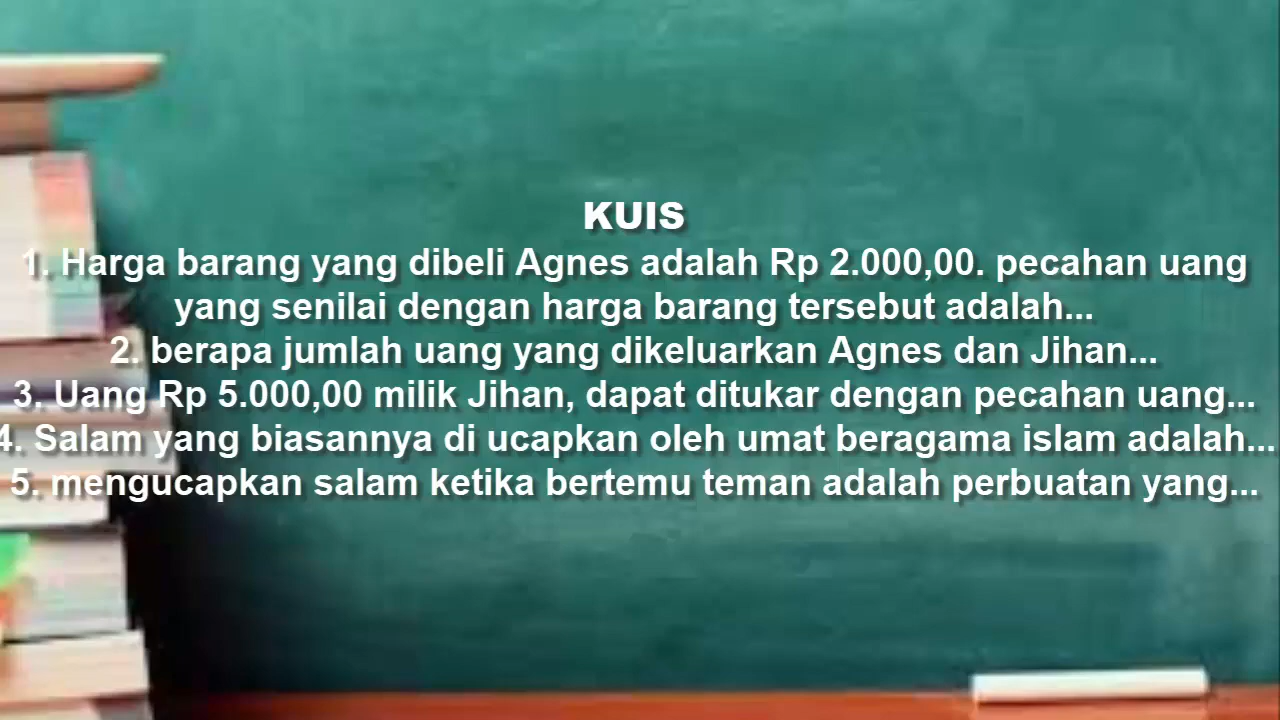 KUIS
1. Harga barang yang dibeli Agnes adalah Rp 2.000,00. pecahan uang
yang senilai dengan harga barang tersebut adalah...
2. berapa jumlah uang yang dikeluarkan Agnes dan Jihan...
3. Uang Rp 5.000,00 milik Jihan, dapat ditukar dengan pecahan uang...
4. Salam yang biasannya di ucapkan oleh umat beragama islam adalah...
5. mengucapkan salam ketika bertemu teman adalah perbuatan yang...